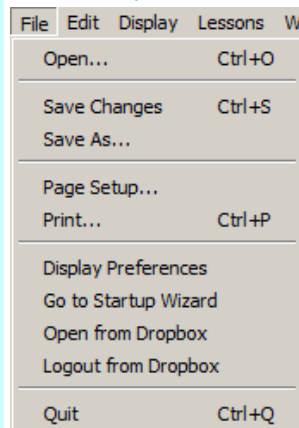 File Edit Display Lessons W
Open... Ctrl+O
Save Changes Ctrl+S
Save As...
Page Setup...
Print... Ctrl+P
Display Preferences
Go to Startup Wizard
Open from Dropbox
Logout from Dropbox
Quit Ctrl+Q